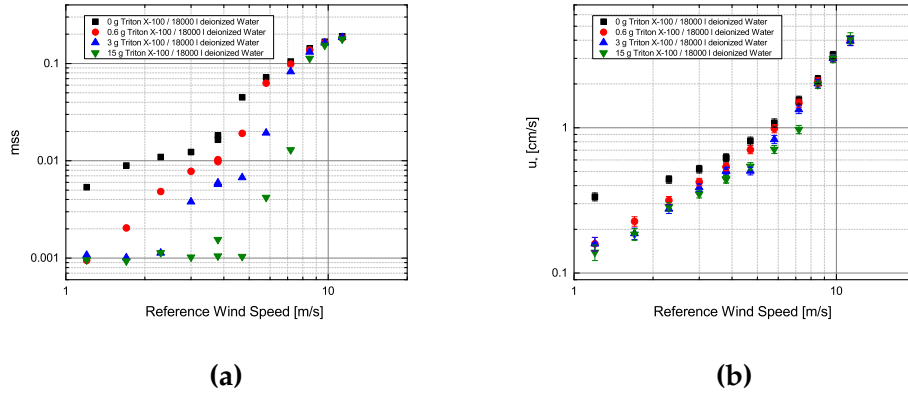 (a)
0 g Triton X-100 / 18000 l deionized Water
0.6 g Triton X-100 / 18000 l deionized Water
3 g Triton X-100 / 18000 l deionized Water
15 g Triton X-100 / 18000 l deionized Water
0.1
0.01
0.001
mss
1
10
Reference Wind Speed [m/s]
(a)
(b)
0 g Triton X-100 / 18000 l deionized Water
0.6 g Triton X-100 / 18000 l deionized Water
3 g Triton X-100 / 18000 l deionized Water
15 g Triton X-100 / 18000 l deionized Water
1
0.1
u* [cm/s]
1
10
Reference Wind Speed [m/s]
(b)